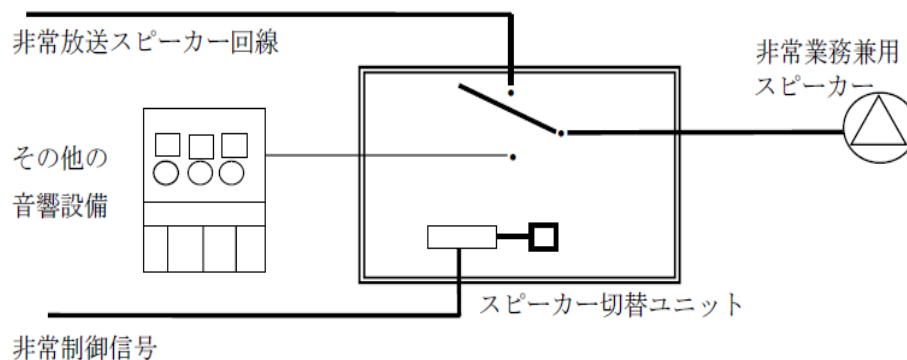 非常放送スピーカー回線
非常業務兼用
スピーカー
その他の
音響設備
スピーカー切替ユニット
非常制御信号